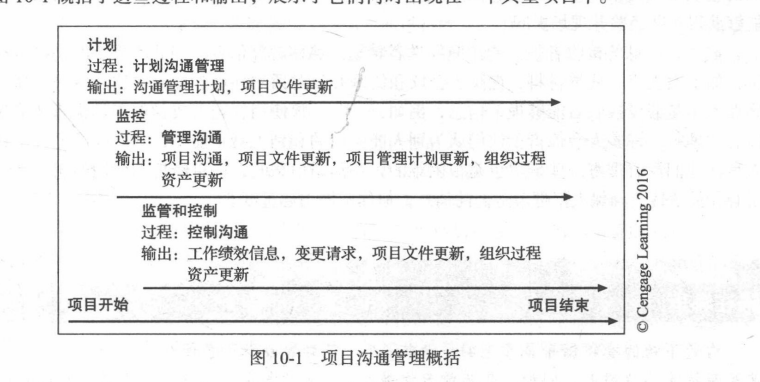 图 10-1 概括了这些过程和输出，展示了它们何时出现在一个典型项目中。
计划
过程：计划沟通管理
输出：沟通管理计划，项目文件更新
监控
过程：管理沟通
输出：项目沟通，项目文件更新，项目管理计划更新，组织过程
资产更新
监管和控制
过程：控制沟通
输出：工作绩效信息，变更请求，项目文件更新，组织过程
资产更新
项目开始 项目结束
© Cengage Learning 2016
图 10-1 项目沟通管理概括